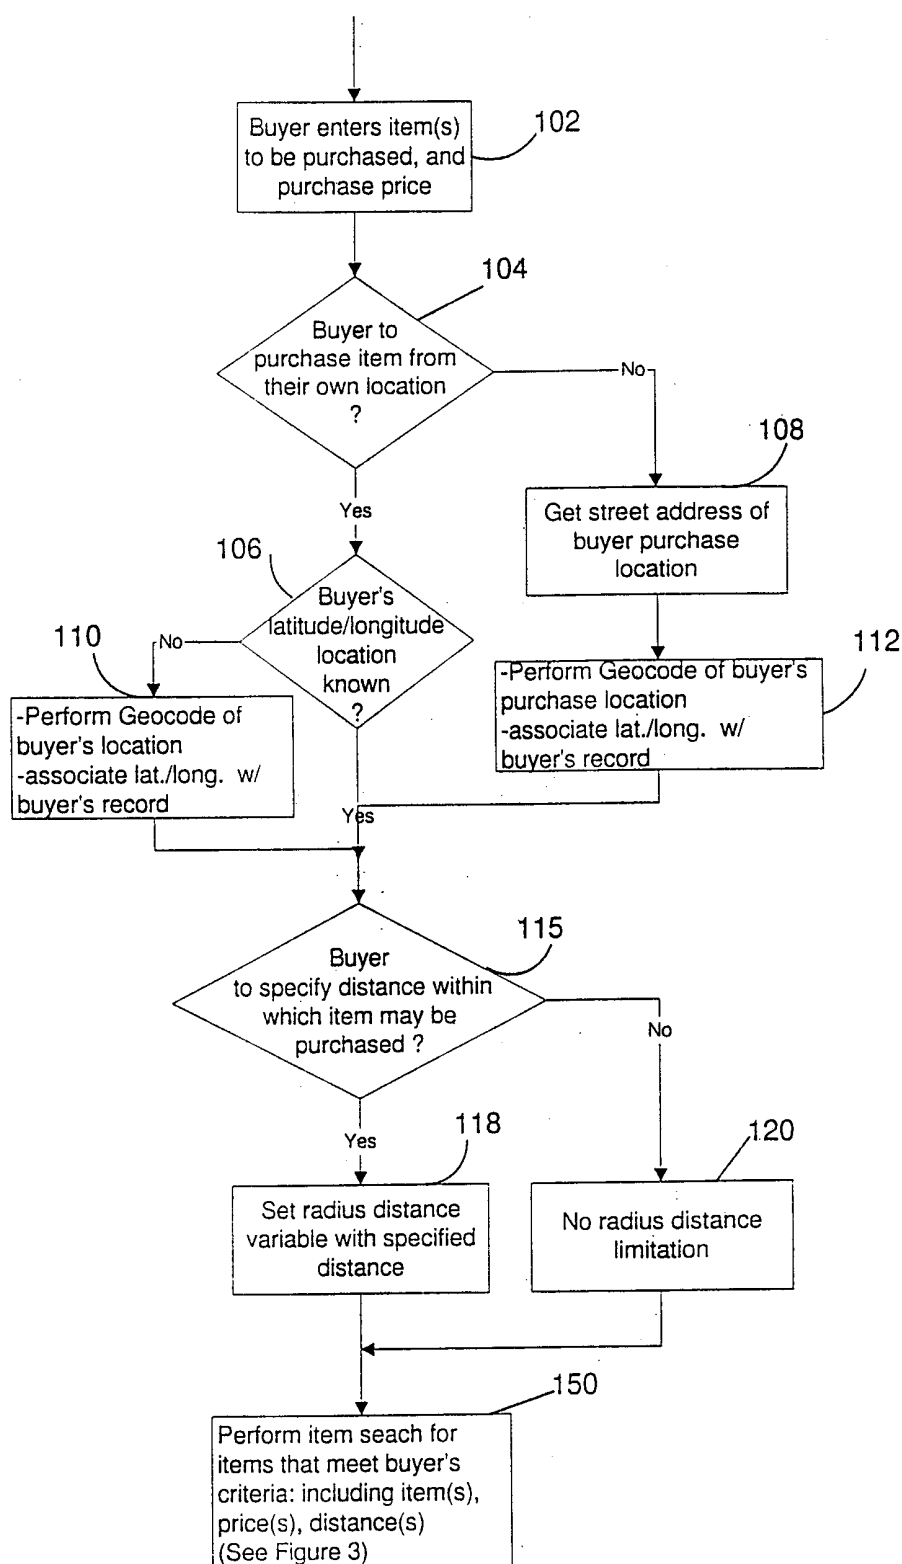 Buyer enters item(s)
to be purchased, and
purchase price
102
104
Buyer to
purchase item from
their own location
?
No
108
Yes
Get street address of
buyer purchase
location
106
Buyer's
latitude/longitude
location
known
?
No
110
112
-Perform Geocode of buyer's
purchase location
-associate lat./long. w/
buyer's record
-Perform Geocode of
buyer's location
-associate lat./long. w/
buyer's record
Yes
115
Buyer
to specify distance within
which item may be
purchased ?
No
Yes
118
120
Set radius distance
variable with specified
distance
No radius distance
limitation
150
Perform item seach for
items that meet buyer's
criteria: including item(s),
price(s), distance(s)
(See Figure 3)